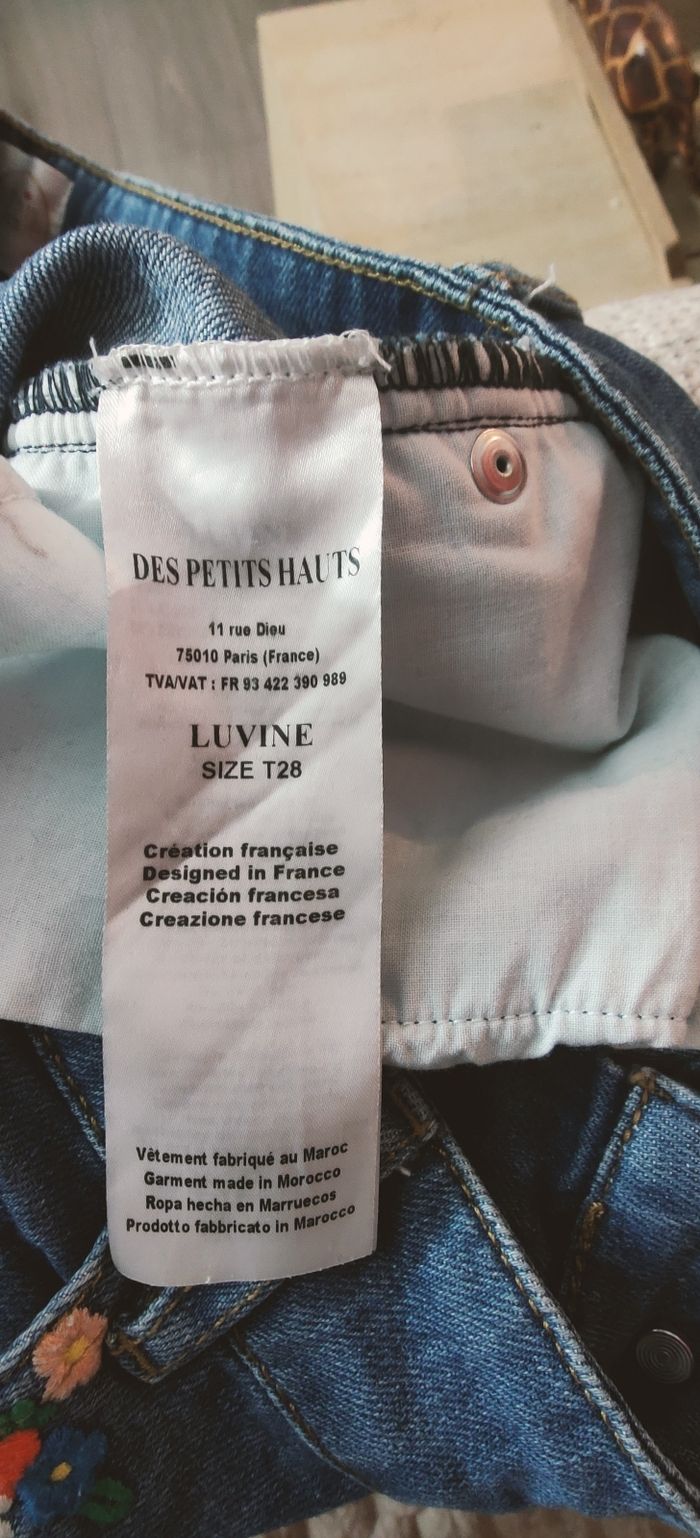 DES PETITS HAUTS
11 rue Dieu
75010 Paris (France)
TVA/VAT : FR 93 422 390 989
LUVINE
SIZE T28
Création française
Designed in France
Creación francesa
Creazione francese
Vêtement fabriqué au Maroc
Garment made in Morocco
Ropa hecha en Marruecos
Prodotto fabbricato in Marocco